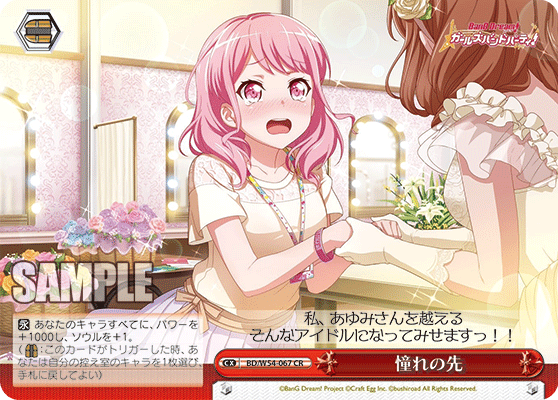 BanG Dream!
ガールズバンドパーティ!
SAMPLE
永 あなたのキャラすべてに、パワーを
+1000し、ソウルを+1。
(:このカードがトリガーした時、あ
なたは自分の控え室のキャラを1枚選び、
手札に戻してよい)
私、あゆみさんを越える
そんなアイドルになってみせますっ!!
CX BD/W54-067 CR 憧れの先
©BanG Dream! Project ©Craft Egg Inc. ©bushiroad All Rights Reserved.